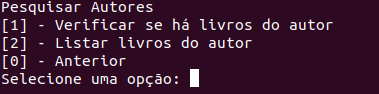 Pesquisar Autores
[1] - Verificar se há livros do autor
[2] - Listar livros do autor
[0] - Anterior
Selecione uma opção: